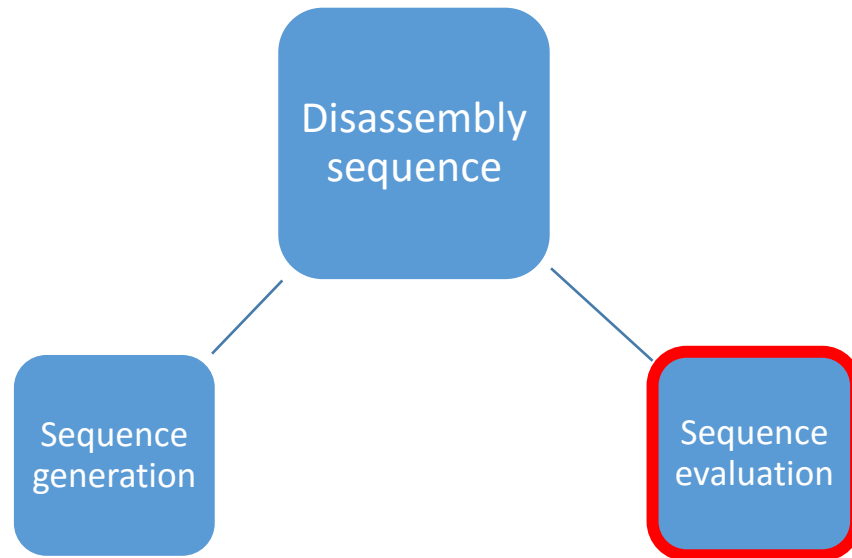 Disassembly
sequence
Sequence
generation
Sequence
evaluation